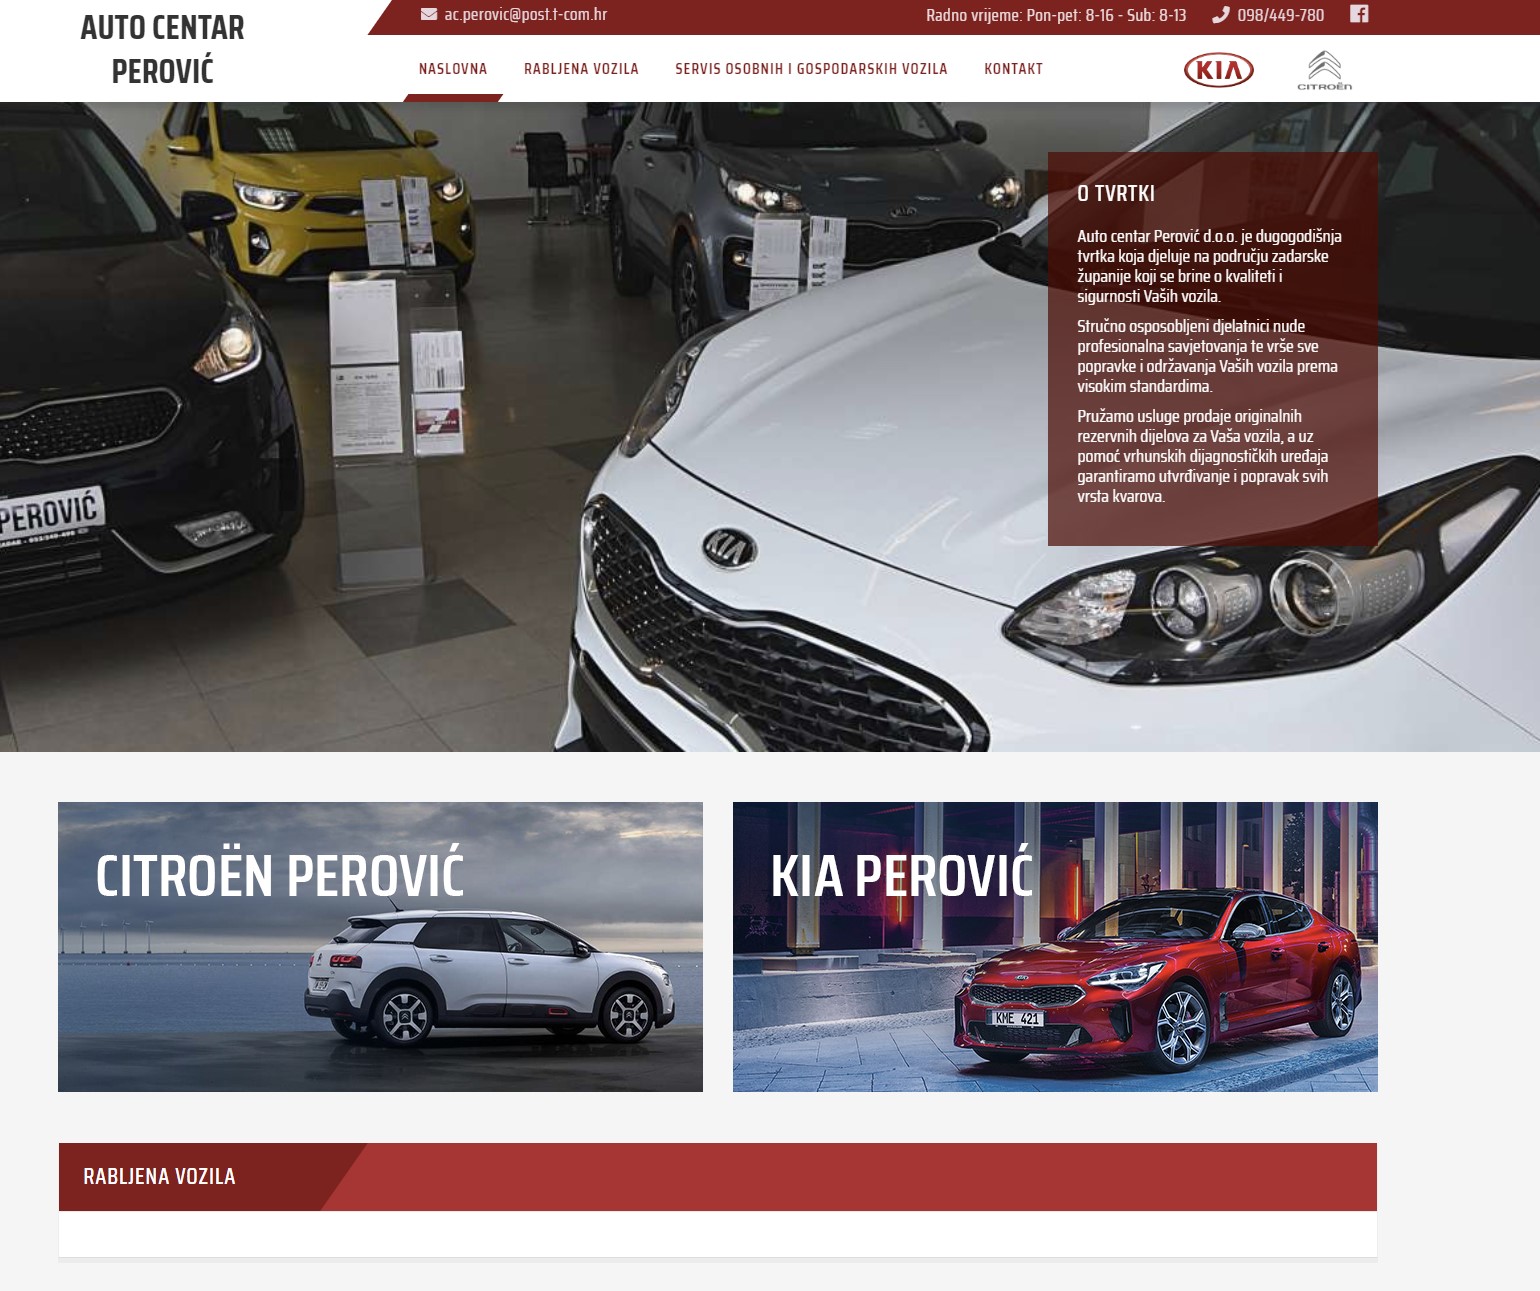 AUTO CENTAR
PEROVIĆ
ac.perovic@post.t-com.hr
Radno vrijeme: Pon-pet: 8-16 - Sub: 8-13
098/449-780
NASLOVNA
RABLJENA VOZILA
SERVIS OSOBNIH I GOSPODARSKIH VOZILA
KONTAKT
KIA
CITROËN
O TVRTKI
Auto centar Perović d.o.o. je dugogodišnja
tvrtka koja djeluje na području zadarske
županije koji se brine o kvaliteti i
sigurnosti Vaših vozila.
Stručno osposobljeni djelatnici nude
profesionalna savjetovanja te vrše sve
popravke i održavanja Vaših vozila prema
visokim standardima.
Pružamo usluge prodaje originalnih
rezervnih dijelova za Vaša vozila, a uz
pomoć vrhunskih dijagnostičkih uređaja
garantiramo utvrđivanje i popravak svih
vrsta kvarova.
PEROVIĆ
KIA
CITROËN PEROVIĆ
KIA PEROVIĆ
KME 421
RABLJENA VOZILA